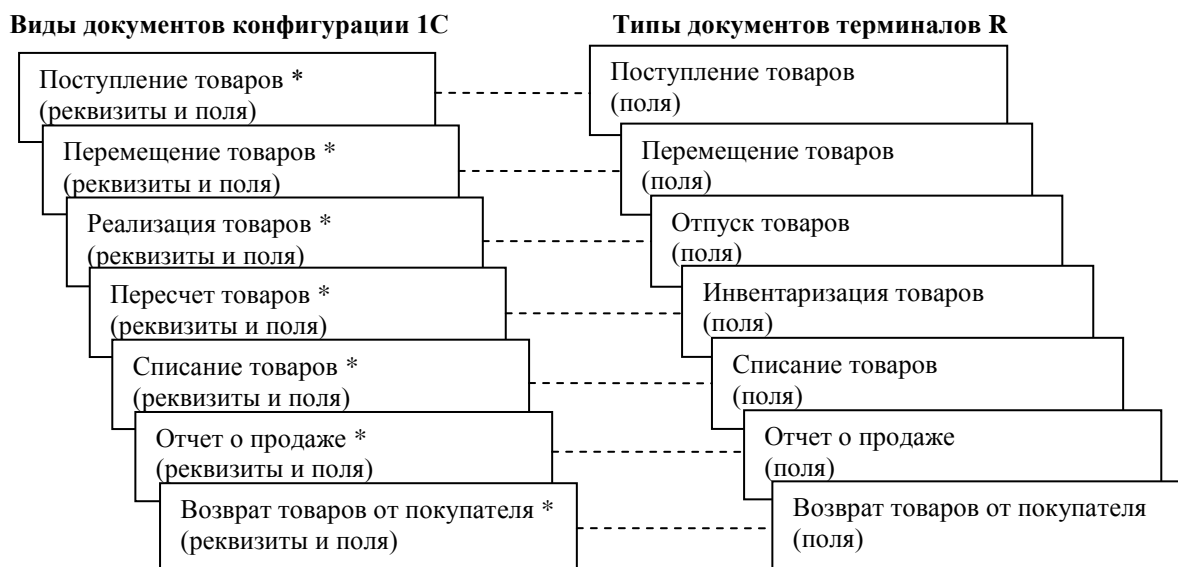 Виды документов конфигурации 1С
Типы документов терминалов R
Поступление товаров *
(реквизиты и поля)
Поступление товаров
(поля)
Перемещение товаров *
(реквизиты и поля)
Перемещение товаров
(поля)
Реализация товаров *
(реквизиты и поля)
Отпуск товаров
(поля)
Пересчет товаров *
(реквизиты и поля)
Инвентаризация товаров
(поля)
Списание товаров *
(реквизиты и поля)
Списание товаров
(поля)
Отчет о продаже *
(реквизиты и поля)
Отчет о продаже
(поля)
Возврат товаров от покупателя *
(реквизиты и поля)
Возврат товаров от покупателя
(поля)